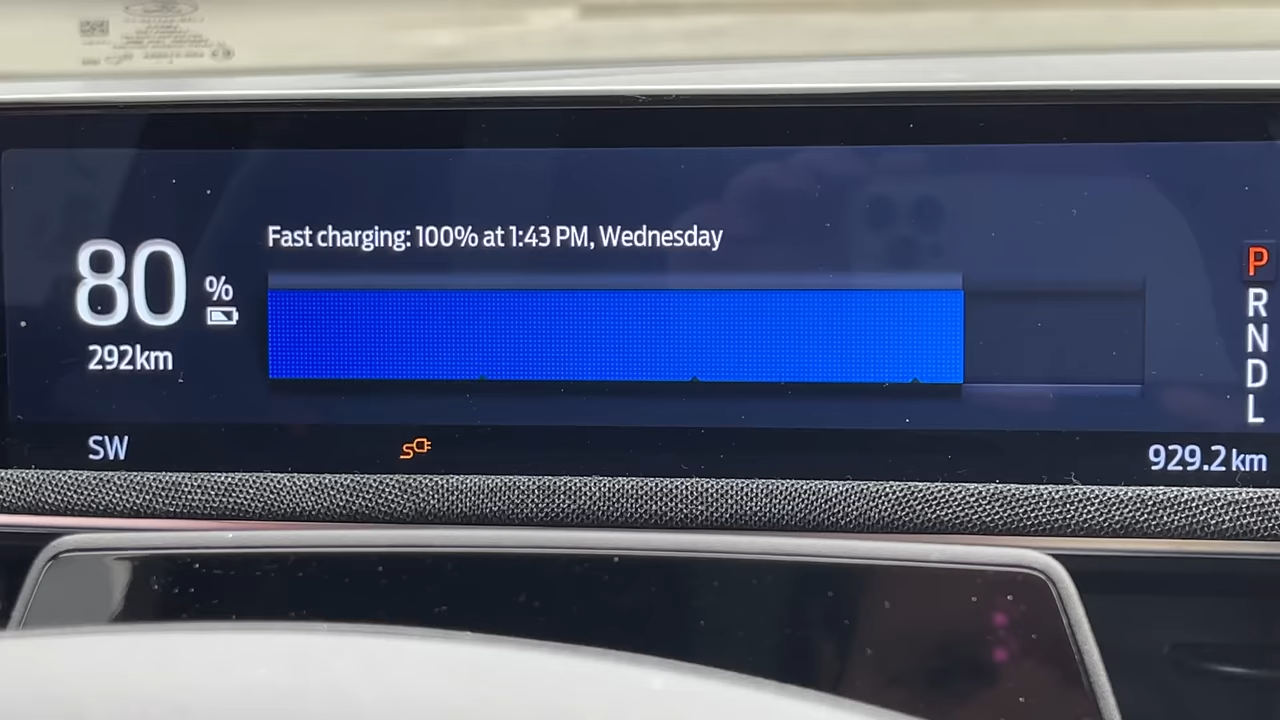 Fast charging: 100% at 1:43 PM, Wednesday
80 %
292km
P
R
N
D
L
SW
929.2 km